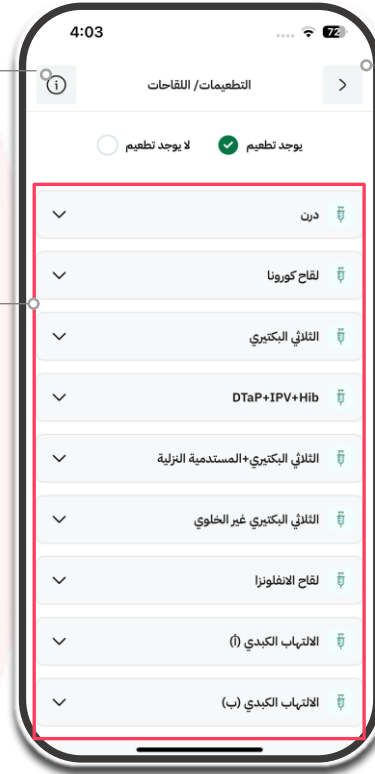 4:03
72
التطعيمات/ اللقاحات
يوجد تطعيم
لا يوجد تطعيم
درن
لقاح كورونا
الثلاثي البكتيري
DTaP+IPV+Hib
الثلاثي البكتيري+المستدمية النزلية
الثلاثي البكتيري غير الخلوي
لقاح الانفلونزا
الالتهاب الكبدي (أ)
الالتهاب الكبدي (ب)